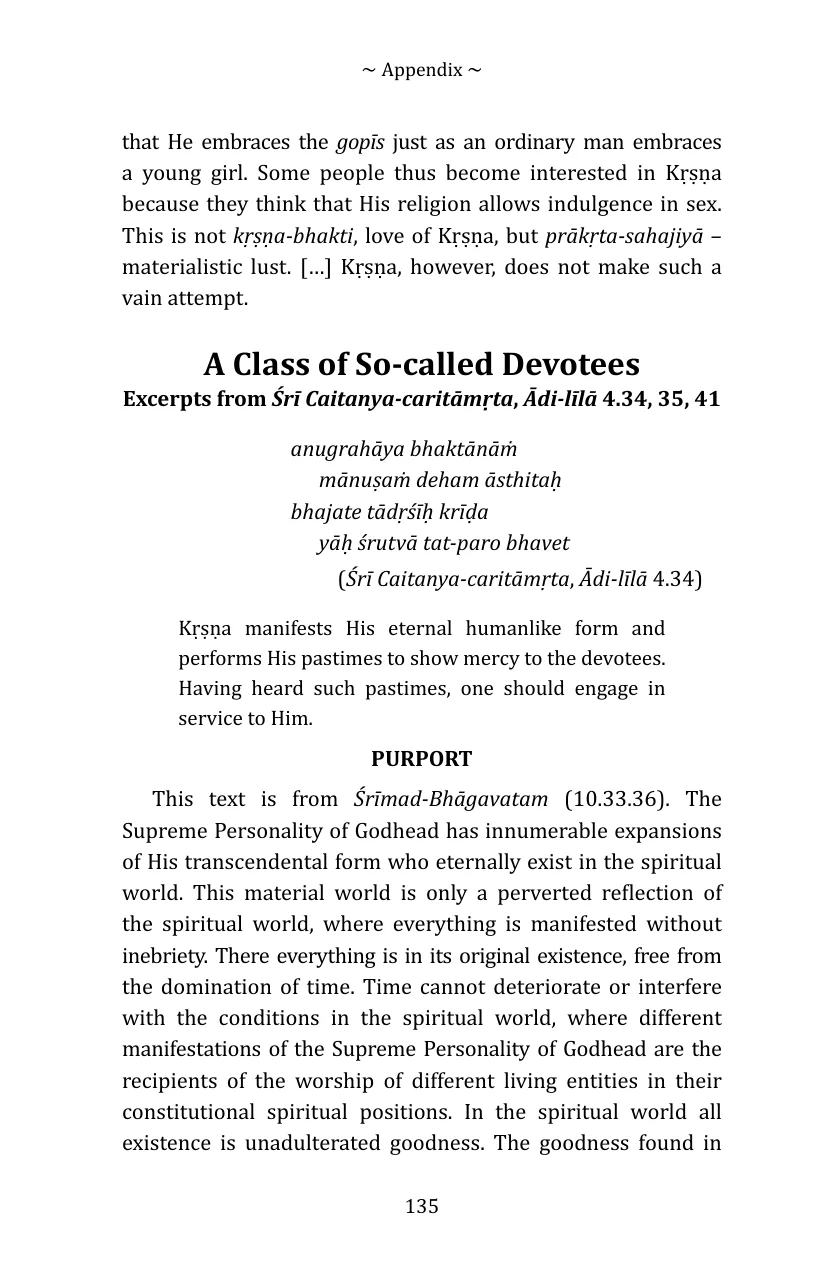 ~ Appendix ~
that He embraces the gopīs just as an ordinary man embraces
a young girl. Some people thus become interested in Kṛṣṇa
because they think that His religion allows indulgence in sex.
This is not kṛṣṇa-bhakti, love of Kṛṣṇa, but prākṛta-sahajiyā –
materialistic lust. […] Kṛṣṇa, however, does not make such a
vain attempt.
A Class of So-called Devotees
Excerpts from Śrī Caitanya-caritāmṛta, Ādi-līlā 4.34, 35, 41
anugrahāya bhaktānāṁ
mānuṣaṁ deham āsthitaḥ
bhajate tādṛśīḥ krīḍa
yāḥ śrutvā tat-paro bhavet
(Śrī Caitanya-caritāmṛta, Ādi-līlā 4.34)
Kṛṣṇa manifests His eternal humanlike form and
performs His pastimes to show mercy to the devotees.
Having heard such pastimes, one should engage in
service to Him.
PURPORT
This text is from Śrīmad-Bhāgavatam (10.33.36). The
Supreme Personality of Godhead has innumerable expansions
of His transcendental form who eternally exist in the spiritual
world. This material world is only a perverted reflection of
the spiritual world, where everything is manifested without
inebriety. There everything is in its original existence, free from
the domination of time. Time cannot deteriorate or interfere
with the conditions in the spiritual world, where different
manifestations of the Supreme Personality of Godhead are the
recipients of the worship of different living entities in their
constitutional spiritual positions. In the spiritual world all
existence is unadulterated goodness. The goodness found in
135